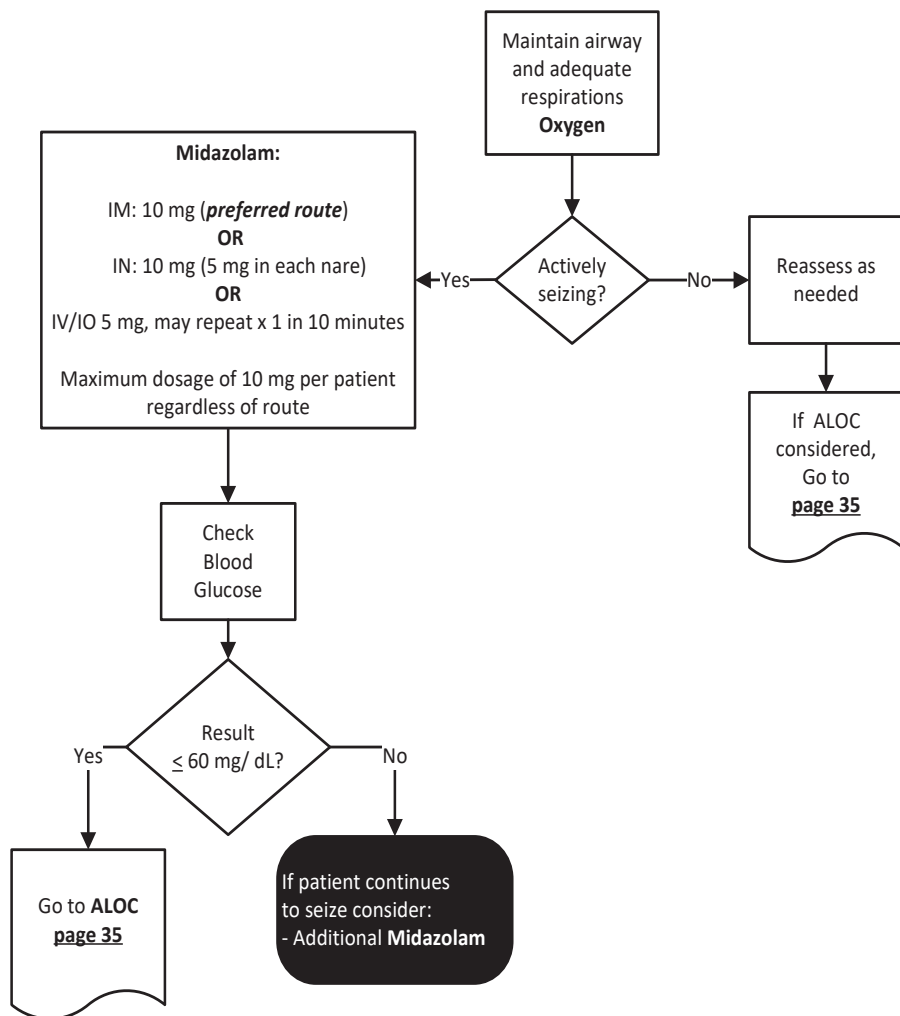 Maintain airway
and adequate
respirations
Oxygen
Actively
seizing?
Yes
No
Midazolam:
IM: 10 mg (preferred route)
OR
IN: 10 mg (5 mg in each nare)
OR
IV/IO 5 mg, may repeat x 1 in 10 minutes
Maximum dosage of 10 mg per patient
regardless of route
Reassess as
needed
If ALOC
considered,
Go to
page 35
Check
Blood
Glucose
Result
≤ 60 mg/ dL?
Yes
No
Go to ALOC
page 35
If patient continues
to seize consider:
- Additional Midazolam